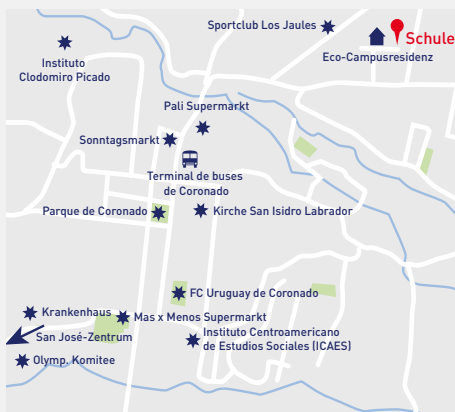 Sportclub Los Jaules
Schule
Eco-Campusresidenz
Instituto
Clodomiro Picado
Pali Supermarkt
Sonntagsmarkt
Terminal de buses
de Coronado
Parque de Coronado
Kirche San Isidro Labrador
FC Uruguay de Coronado
Krankenhaus
Mas x Menos Supermarkt
San José-Zentrum
Instituto Centroamericano
de Estudios Sociales (ICAES)
Olymp. Komitee